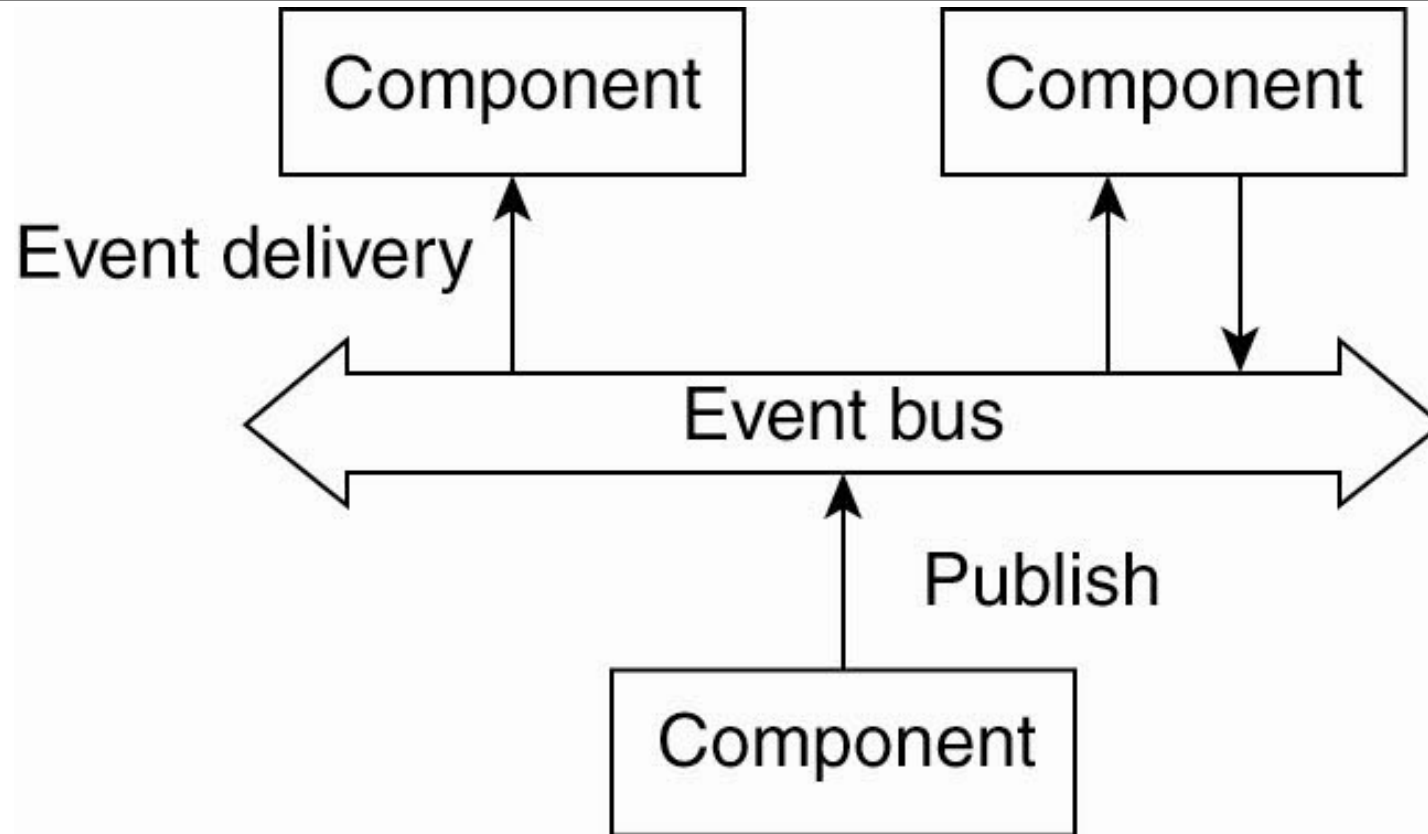 Component
Component
Event delivery
Event bus
Publish
Component